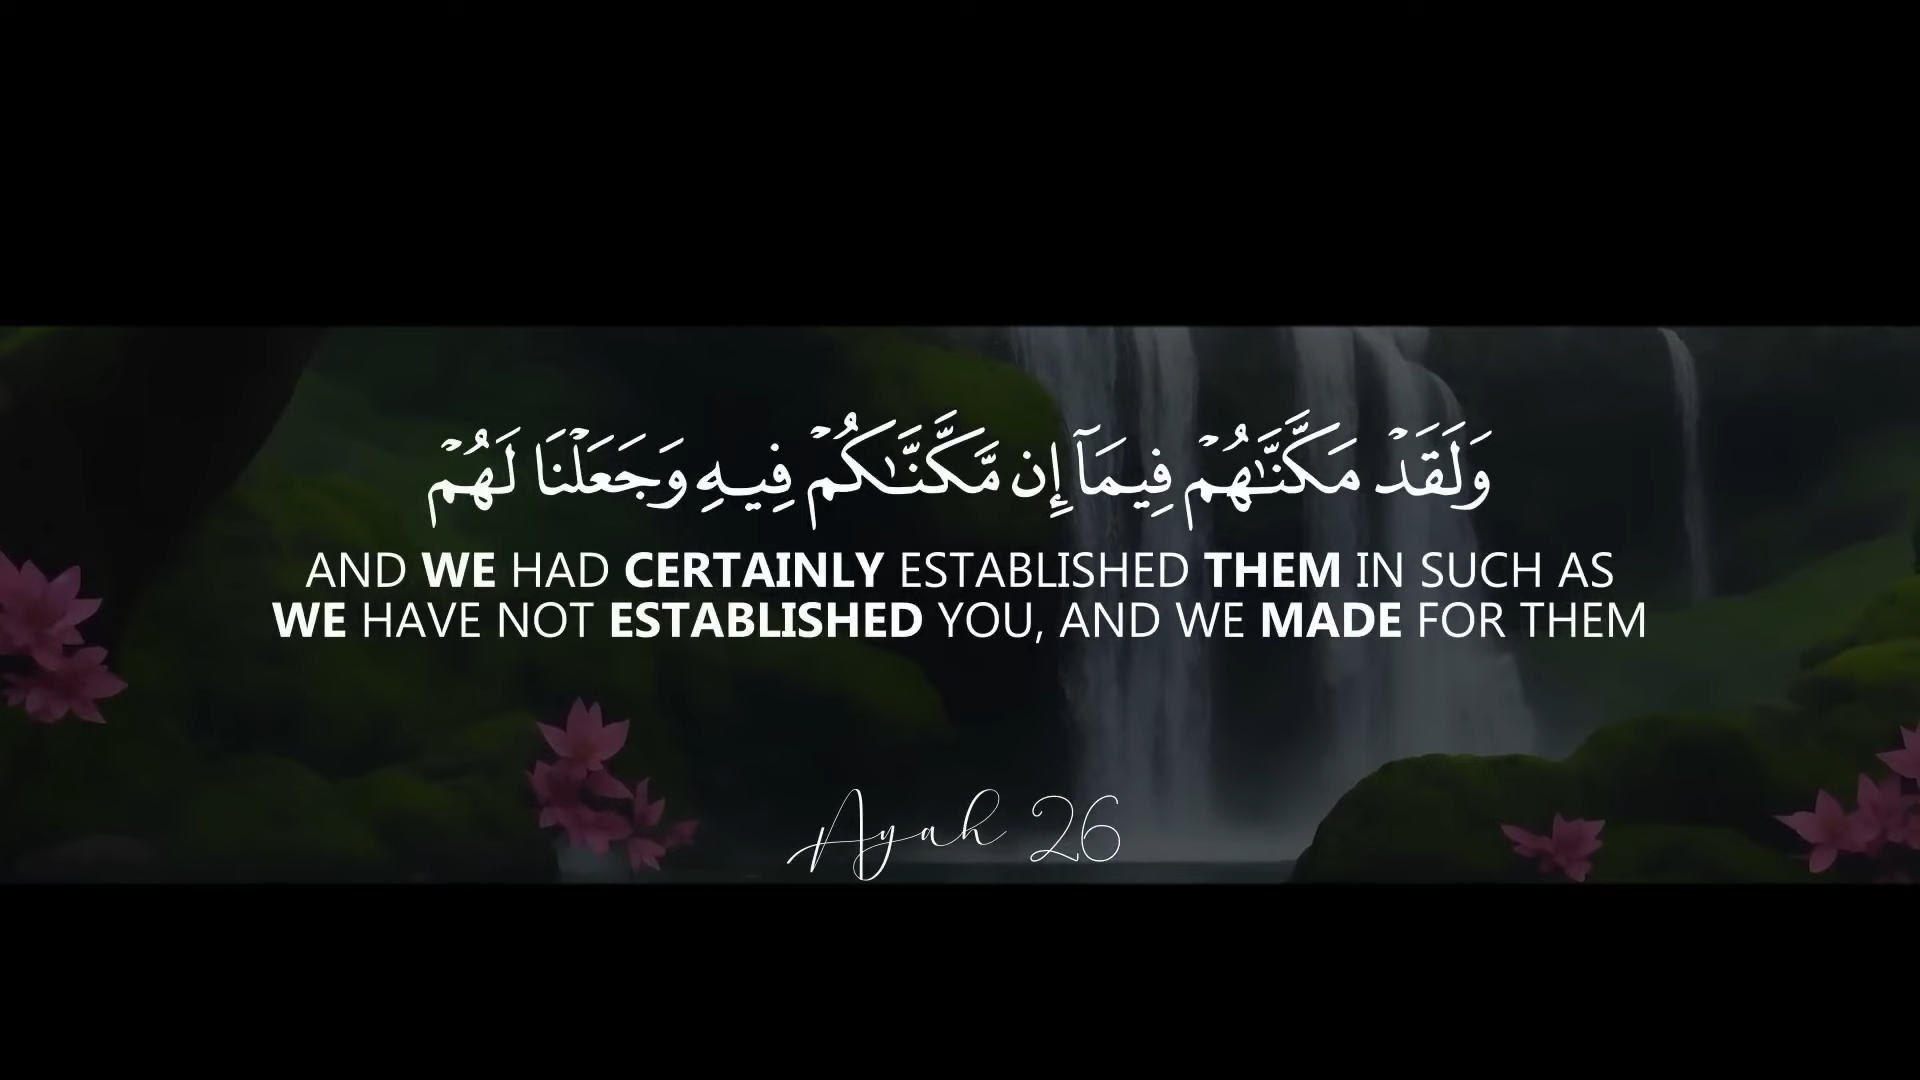 وَلَقَدْ مَكَّنَّٰهُمْ فِيمَآ إِن مَّكَّنَّٰكُمْ فِيهِ وَجَعَلْنَا لَهُمْ
AND WE HAD CERTAINLY ESTABLISHED THEM IN SUCH AS
WE HAVE NOT ESTABLISHED YOU, AND WE MADE FOR THEM
Ayah 26